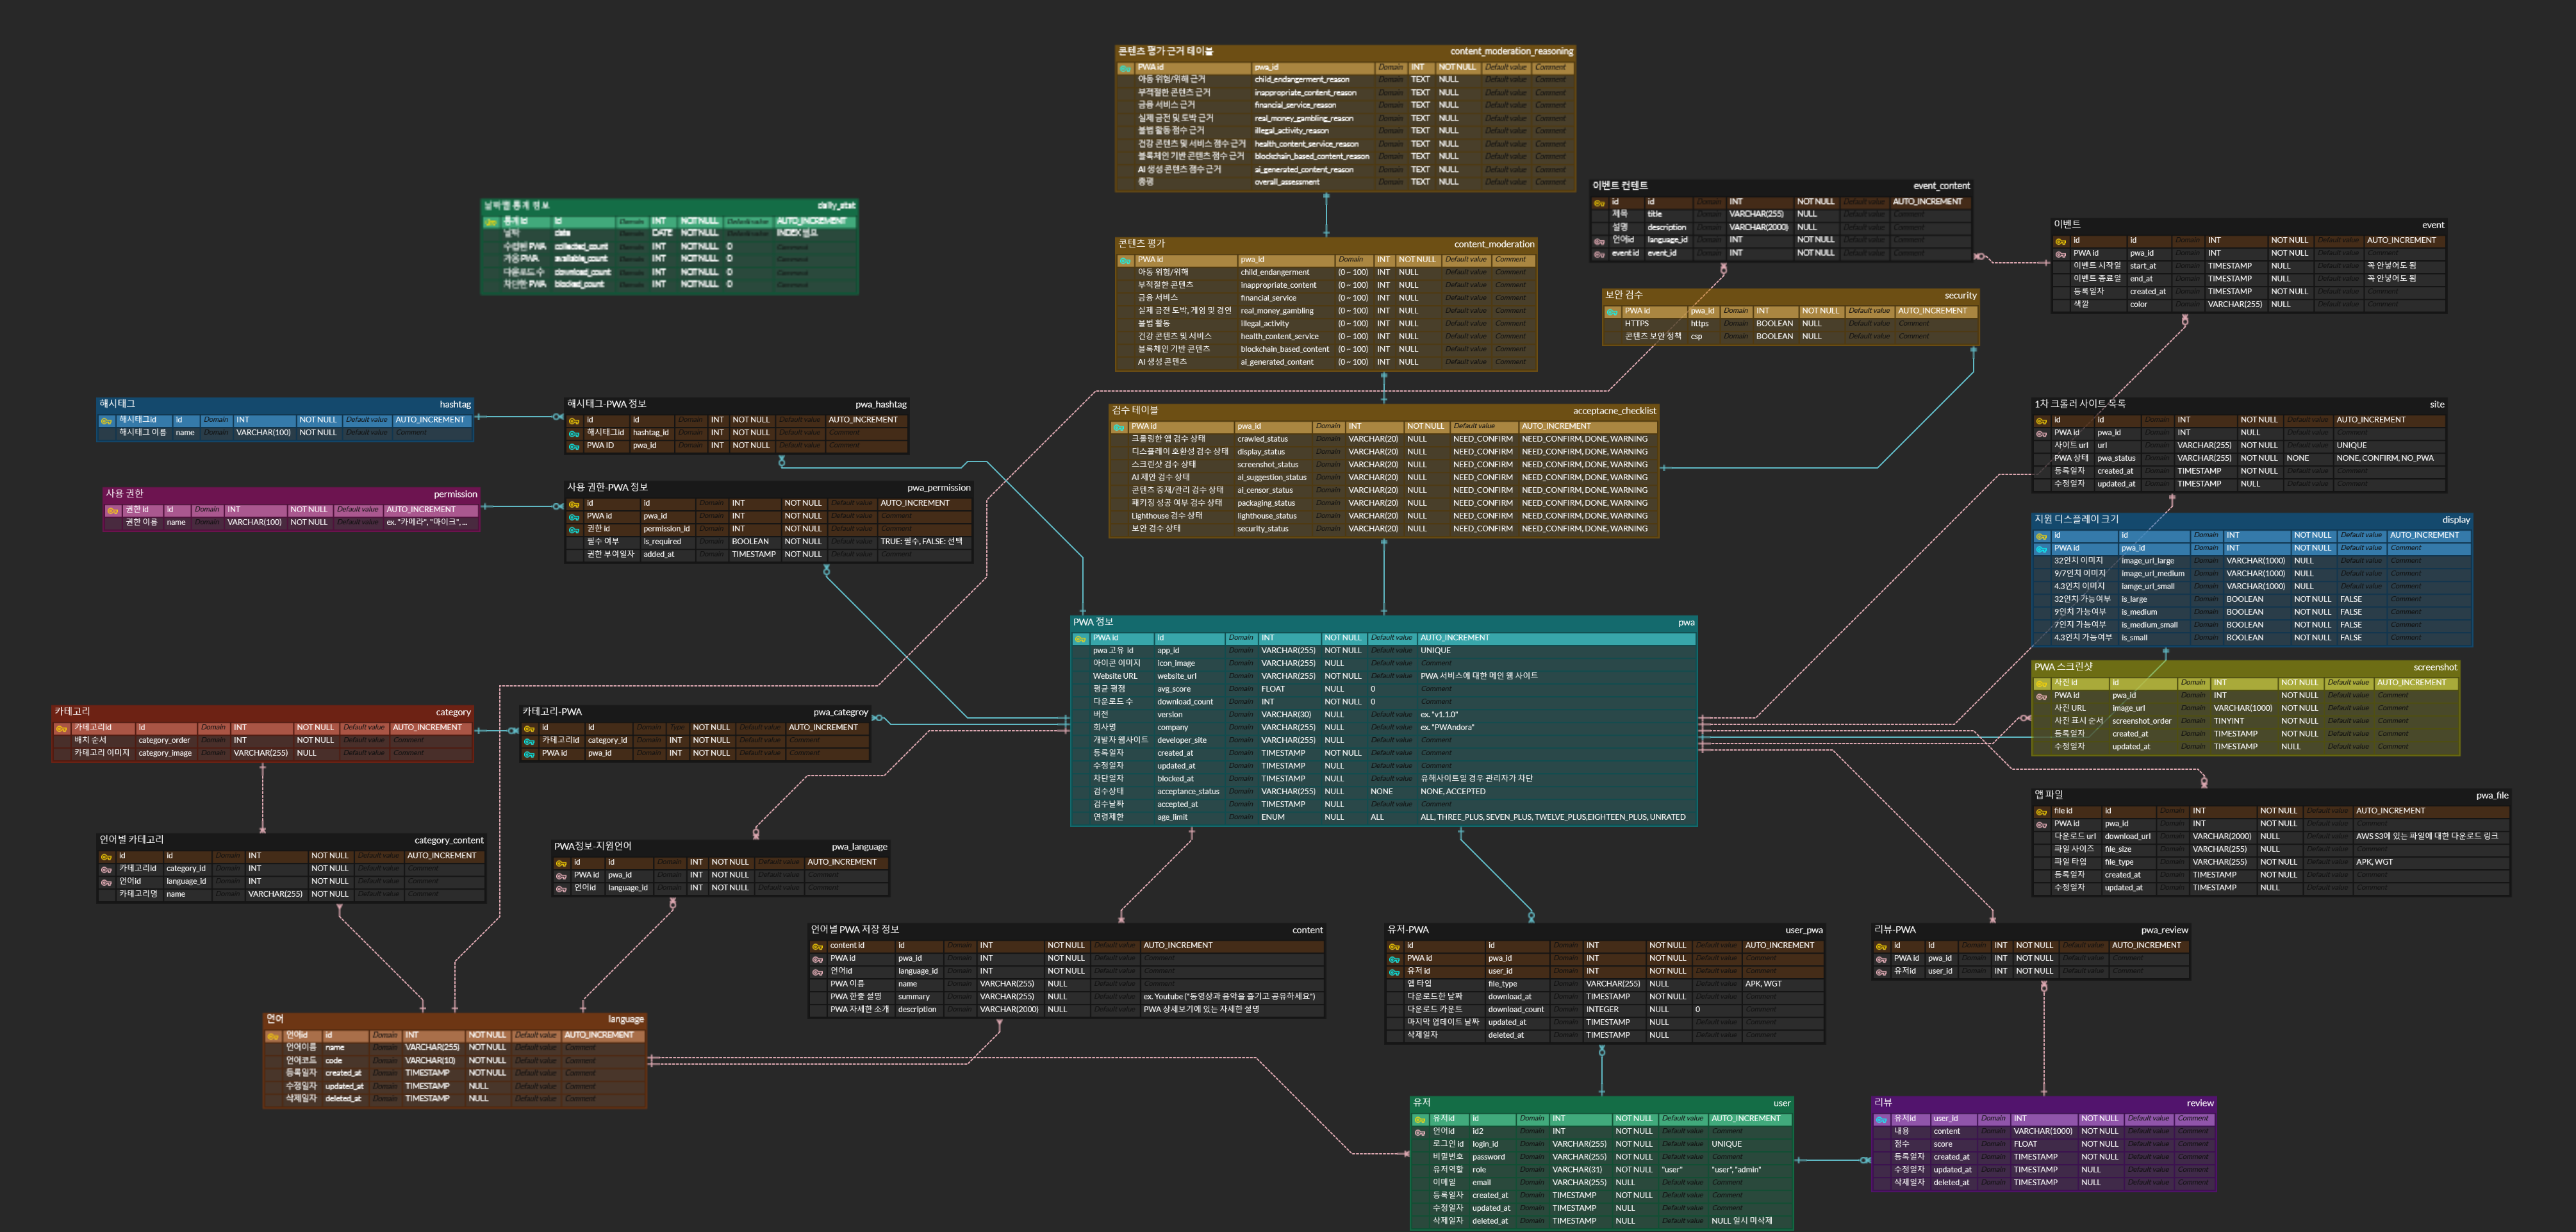 콘텐츠 평가 근거 테이블 content_moderation_reasoning
PWA id pwa_id Domain INT NOT NULL Default value Comment
아동 위험/위해 근거 child_endangerment_reason Domain TEXT NULL Default value Comment
부적절한 콘텐츠 근거 inappropriate_content_reason Domain TEXT NULL Default value Comment
금융 서비스 근거 financial_service_reason Domain TEXT NULL Default value Comment
실제 금전 및 도박 근거 real_money_gambling_reason Domain TEXT NULL Default value Comment
불법 활동 점수 근거 illegal_activity_reason Domain TEXT NULL Default value Comment
건강 콘텐츠 및 서비스 점수 근거 health_content_service_reason Domain TEXT NULL Default value Comment
블록체인 기반 콘텐츠 점수 근거 blockchain_based_content_reason Domain TEXT NULL Default value Comment
AI 생성 콘텐츠 점수 근거 ai_generated_content_reason Domain TEXT NULL Default value Comment
총평 overall_assessment Domain TEXT NULL Default value Comment
날짜별 통계 정보 daily_stat
통계 id id Domain INT NOT NULL Default value AUTO_INCREMENT
날짜 date Domain DATE NOT NULL Default value INDEX 필요
수집된 PWA collected_count Domain INT NOT NULL 0 Comment
가용 PWA available_count Domain INT NOT NULL 0 Comment
다운로드 수 download_count Domain INT NOT NULL 0 Comment
차단한 PWA blocked_count Domain INT NOT NULL 0 Comment
콘텐츠 평가 content_moderation
PWA id pwa_id Domain INT NOT NULL Default value Comment
아동 위험/위해 child_endangerment (0 ~ 100) INT NULL Default value Comment
부적절한 콘텐츠 inappropriate_content (0 ~ 100) INT NULL Default value Comment
금융 서비스 financial_service (0 ~ 100) INT NULL Default value Comment
실제 금전 도박, 게임 및 경연 real_money_gambling (0 ~ 100) INT NULL Default value Comment
불법 활동 illegal_activity (0 ~ 100) INT NULL Default value Comment
건강 콘텐츠 및 서비스 health_content_service (0 ~ 100) INT NULL Default value Comment
블록체인 기반 콘텐츠 blockchain_based_content (0 ~ 100) INT NULL Default value Comment
AI 생성 콘텐츠 ai_generated_content (0 ~ 100) INT NULL Default value Comment
이벤트 컨텐트 event_content
id id Domain INT NOT NULL Default value AUTO_INCREMENT
제목 title Domain VARCHAR(255) NULL Default value Comment
설명 description Domain VARCHAR(2000) NULL Default value Comment
언어id language_id Domain INT NOT NULL Default value Comment
event id event_id Domain INT NOT NULL Default value Comment
이벤트 event
id id Domain INT NOT NULL Default value AUTO_INCREMENT
PWA id pwa_id Domain INT NOT NULL Default value Comment
이벤트 시작일 start_at Domain TIMESTAMP NULL Default value 꼭 안넣어도 됨
이벤트 종료일 end_at Domain TIMESTAMP NULL Default value 꼭 안넣어도 됨
등록일자 created_at Domain TIMESTAMP NOT NULL Default value Comment
색깔 color Domain VARCHAR(255) NULL Default value Comment
보안 검수 security
PWA id pwa_id Domain INT NOT NULL Default value AUTO_INCREMENT
HTTPS https Domain BOOLEAN NULL Default value Comment
콘텐츠 보안 정책 csp Domain BOOLEAN NULL Default value Comment
해시태그 hashtag
해시태그id id Domain INT NOT NULL Default value AUTO_INCREMENT
해시태그 이름 name Domain VARCHAR(100) NOT NULL Default value Comment
해시태그-PWA 정보 pwa_hashtag
id id Domain INT NOT NULL Default value AUTO_INCREMENT
해시태그id hashtag_id Domain INT NOT NULL Default value Comment
PWA ID pwa_id Domain INT NOT NULL Default value Comment
검수 테이블 acceptacne_checklist
PWA id pwa_id Domain INT NOT NULL Default value AUTO_INCREMENT
크롤링한 앱 검수 상태 crawled_status Domain VARCHAR(20) NULL NEED_CONFIRM NEED_CONFIRM, DONE, WARNING
디스플레이 호환성 검수 상태 display_status Domain VARCHAR(20) NULL NEED_CONFIRM NEED_CONFIRM, DONE, WARNING
스크린샷 검수 상태 screenshot_status Domain VARCHAR(20) NULL NEED_CONFIRM NEED_CONFIRM, DONE, WARNING
AI 제안 검수 상태 ai_suggestion_status Domain VARCHAR(20) NULL NEED_CONFIRM NEED_CONFIRM, DONE, WARNING
콘텐츠 중재/관리 검수 상태 ai_censor_status Domain VARCHAR(20) NULL NEED_CONFIRM NEED_CONFIRM, DONE, WARNING
패키징 성공 여부 검수 상태 packaging_status Domain VARCHAR(20) NULL NEED_CONFIRM NEED_CONFIRM, DONE, WARNING
Lighthouse 검수 상태 lighthouse_status Domain VARCHAR(20) NULL NEED_CONFIRM NEED_CONFIRM, DONE, WARNING
보안 검수 상태 security_status Domain VARCHAR(20) NULL NEED_CONFIRM NEED_CONFIRM, DONE, WARNING
1차 크롤러 사이트 목록 site
id id Domain INT NOT NULL Default value AUTO_INCREMENT
PWA id pwa_id Domain INT NULL Default value Comment
사이트 url url Domain VARCHAR(255) NOT NULL Default value UNIQUE
PWA 상태 pwa_status Domain VARCHAR(255) NOT NULL NONE NONE, CONFIRM, NO_PWA
등록일자 created_at Domain TIMESTAMP NOT NULL Default value Comment
수정일자 updated_at Domain TIMESTAMP NULL Default value Comment
사용 권한 permission
권한 id id Domain INT NOT NULL Default value AUTO_INCREMENT
권한 이름 name Domain VARCHAR(100) NOT NULL Default value ex. "카메라", "마이크", ...
사용 권한-PWA 정보 pwa_permission
id id Domain INT NOT NULL Default value AUTO_INCREMENT
PWA id pwa_id Domain INT NOT NULL Default value Comment
권한 id permission_id Domain INT NOT NULL Default value Comment
필수 여부 is_required Domain BOOLEAN NOT NULL Default value TRUE: 필수, FALSE: 선택
권한 부여일자 added_at Domain TIMESTAMP NOT NULL Default value Comment
지원 디스플레이 크기 display
id id Domain INT NOT NULL Default value AUTO_INCREMENT
PWA id pwa_id Domain INT NOT NULL Default value Comment
32인치 이미지 image_url_large Domain VARCHAR(1000) NULL Default value Comment
9/7인치 이미지 image_url_medium Domain VARCHAR(1000) NULL Default value Comment
4.3인치 이미지 iamge_url_small Domain VARCHAR(1000) NULL Default value Comment
32인치 가능여부 is_large Domain BOOLEAN NOT NULL FALSE Comment
9인치 가능여부 is_medium Domain BOOLEAN NOT NULL FALSE Comment
7인지 가능여부 is_medium_small Domain BOOLEAN NOT NULL FALSE Comment
4.3인치 가능여부 is_small Domain BOOLEAN NOT NULL FALSE Comment
PWA 정보 pwa
PWA id id Domain INT NOT NULL Default value AUTO_INCREMENT
pwa 고유 id app_id Domain VARCHAR(255) NOT NULL Default value UNIQUE
아이콘 이미지 icon_image Domain VARCHAR(255) NULL Default value Comment
Website URL website_url Domain VARCHAR(255) NOT NULL Default value PWA 서비스에 대한 메인 웹 사이트
평균 평점 avg_score Domain FLOAT NULL 0 Comment
다운로드 수 download_count Domain INT NOT NULL 0 Comment
버전 version Domain VARCHAR(30) NULL Default value ex. "v1.1.0"
회사명 company Domain VARCHAR(255) NULL Default value ex. "PWAndora"
개발자 웹사이트 developer_site Domain VARCHAR(255) NULL Default value Comment
등록일자 created_at Domain TIMESTAMP NOT NULL Default value Comment
수정일자 updated_at Domain TIMESTAMP NULL Default value Comment
차단일자 blocked_at Domain TIMESTAMP NULL Default value 유해사이트일 경우 관리자가 차단
검수상태 acceptance_status Domain VARCHAR(255) NULL NONE NONE, ACCEPTED
검수날짜 accepted_at Domain TIMESTAMP NULL Default value Comment
연령제한 age_limit Domain ENUM NULL ALL ALL, THREE_PLUS, SEVEN_PLUS, TWELVE_PLUS,EIGHTEEN_PLUS, UNRATED
PWA 스크린샷 screenshot
사진 id id Domain INT NOT NULL Default value AUTO_INCREMENT
PWA id pwa_id Domain INT NOT NULL Default value Comment
사진 URL image_url Domain VARCHAR(1000) NOT NULL Default value Comment
사진 표시 순서 screenshot_order Domain TINYINT NOT NULL Default value Comment
등록일자 created_at Domain TIMESTAMP NOT NULL Default value Comment
수정일자 updated_at Domain TIMESTAMP NULL Default value Comment
카테고리 category
카테고리id id Domain INT NOT NULL Default value AUTO_INCREMENT
배치 순서 category_order Domain INT NOT NULL Default value Comment
카테고리 이미지 category_image Domain VARCHAR(255) NULL Default value Comment
카테고리-PWA pwa_categroy
id id Domain Type NOT NULL Default value AUTO_INCREMENT
카테고리id category_id Domain INT NOT NULL Default value Comment
PWA id pwa_id Domain INT NOT NULL Default value Comment
앱 파일 pwa_file
file id id Domain INT NOT NULL Default value AUTO_INCREMENT
PWA id pwa_id Domain INT NOT NULL Default value Comment
다운로드 url download_url Domain VARCHAR(2000) NULL Default value AWS S3에 있는 파일에 대한 다운로드 링크
파일 사이즈 file_size Domain VARCHAR(255) NULL Default value Comment
파일 타입 file_type Domain VARCHAR(255) NOT NULL Default value APK, WGT
등록일자 created_at Domain TIMESTAMP NOT NULL Default value Comment
수정일자 updated_at Domain TIMESTAMP NULL Default value Comment
언어별 카테고리 category_content
id id Domain INT NOT NULL Default value AUTO_INCREMENT
카테고리id category_id Domain INT NOT NULL Default value Comment
언어id language_id Domain INT NOT NULL Default value Comment
카테고리명 name Domain VARCHAR(255) NOT NULL Default value Comment
PWA정보-지원언어 pwa_language
id id Domain INT NOT NULL Default value AUTO_INCREMENT
PWA id pwa_id Domain INT NOT NULL Default value Comment
언어id language_id Domain INT NOT NULL Default value Comment
언어별 PWA 저장 정보 content
content id id Domain INT NOT NULL Default value AUTO_INCREMENT
PWA id pwa_id Domain INT NOT NULL Default value Comment
언어id language_id Domain INT NOT NULL Default value Comment
PWA 이름 name Domain VARCHAR(255) NULL Default value Comment
PWA 한줄 설명 summary Domain VARCHAR(255) NULL Default value ex. Youtube ("동영상과 음악을 즐기고 공유하세요")
PWA 자세한 소개 description Domain VARCHAR(2000) NULL Default value PWA 상세보기에 있는 자세한 설명
유저-PWA user_pwa
id id Domain INT NOT NULL Default value AUTO_INCREMENT
PWA id pwa_id Domain INT NOT NULL Default value Comment
유저 id user_id Domain INT NOT NULL Default value Comment
앱 타입 file_type Domain VARCHAR(255) NULL Default value APK, WGT
다운로드한 날짜 download_at Domain TIMESTAMP NOT NULL Default value Comment
다운로드 카운트 download_count Domain INTEGER NULL 0 Comment
마지막 업데이트 날짜 updated_at Domain TIMESTAMP NULL Default value Comment
삭제일자 deleted_at Domain TIMESTAMP NULL Default value Comment
리뷰-PWA pwa_review
id id Domain INT NOT NULL Default value AUTO_INCREMENT
PWA id pwa_id Domain INT NOT NULL Default value Comment
유저id user_id Domain INT NOT NULL Default value Comment
언어 language
언어id id Domain INT NOT NULL Default value AUTO_INCREMENT
언어이름 name Domain VARCHAR(255) NOT NULL Default value Comment
언어코드 code Domain VARCHAR(10) NOT NULL Default value Comment
등록일자 created_at Domain TIMESTAMP NOT NULL Default value Comment
수정일자 updated_at Domain TIMESTAMP NULL Default value Comment
삭제일자 deleted_at Domain TIMESTAMP NULL Default value Comment
유저 user
유저id id Domain INT NOT NULL Default value AUTO_INCREMENT
언어id id2 Domain INT NOT NULL Default value Comment
로그인 id login_id Domain VARCHAR(255) NOT NULL Default value UNIQUE
비밀번호 password Domain VARCHAR(255) NOT NULL Default value Comment
유저역할 role Domain VARCHAR(31) NOT NULL "user" "user", "admin"
이메일 email Domain VARCHAR(255) NULL Default value Comment
등록일자 created_at Domain TIMESTAMP NOT NULL Default value Comment
수정일자 updated_at Domain TIMESTAMP NULL Default value Comment
삭제일자 deleted_at Domain TIMESTAMP NULL Default value NULL 일시 미삭제
리뷰 review
유저id user_id Domain INT NOT NULL Default value Comment
내용 content Domain VARCHAR(1000) NOT NULL Default value Comment
점수 score Domain FLOAT NOT NULL Default value Comment
등록일자 created_at Domain TIMESTAMP NOT NULL Default value Comment
수정일자 updated_at Domain TIMESTAMP NULL Default value Comment
삭제일자 deleted_at Domain TIMESTAMP NULL Default value Comment